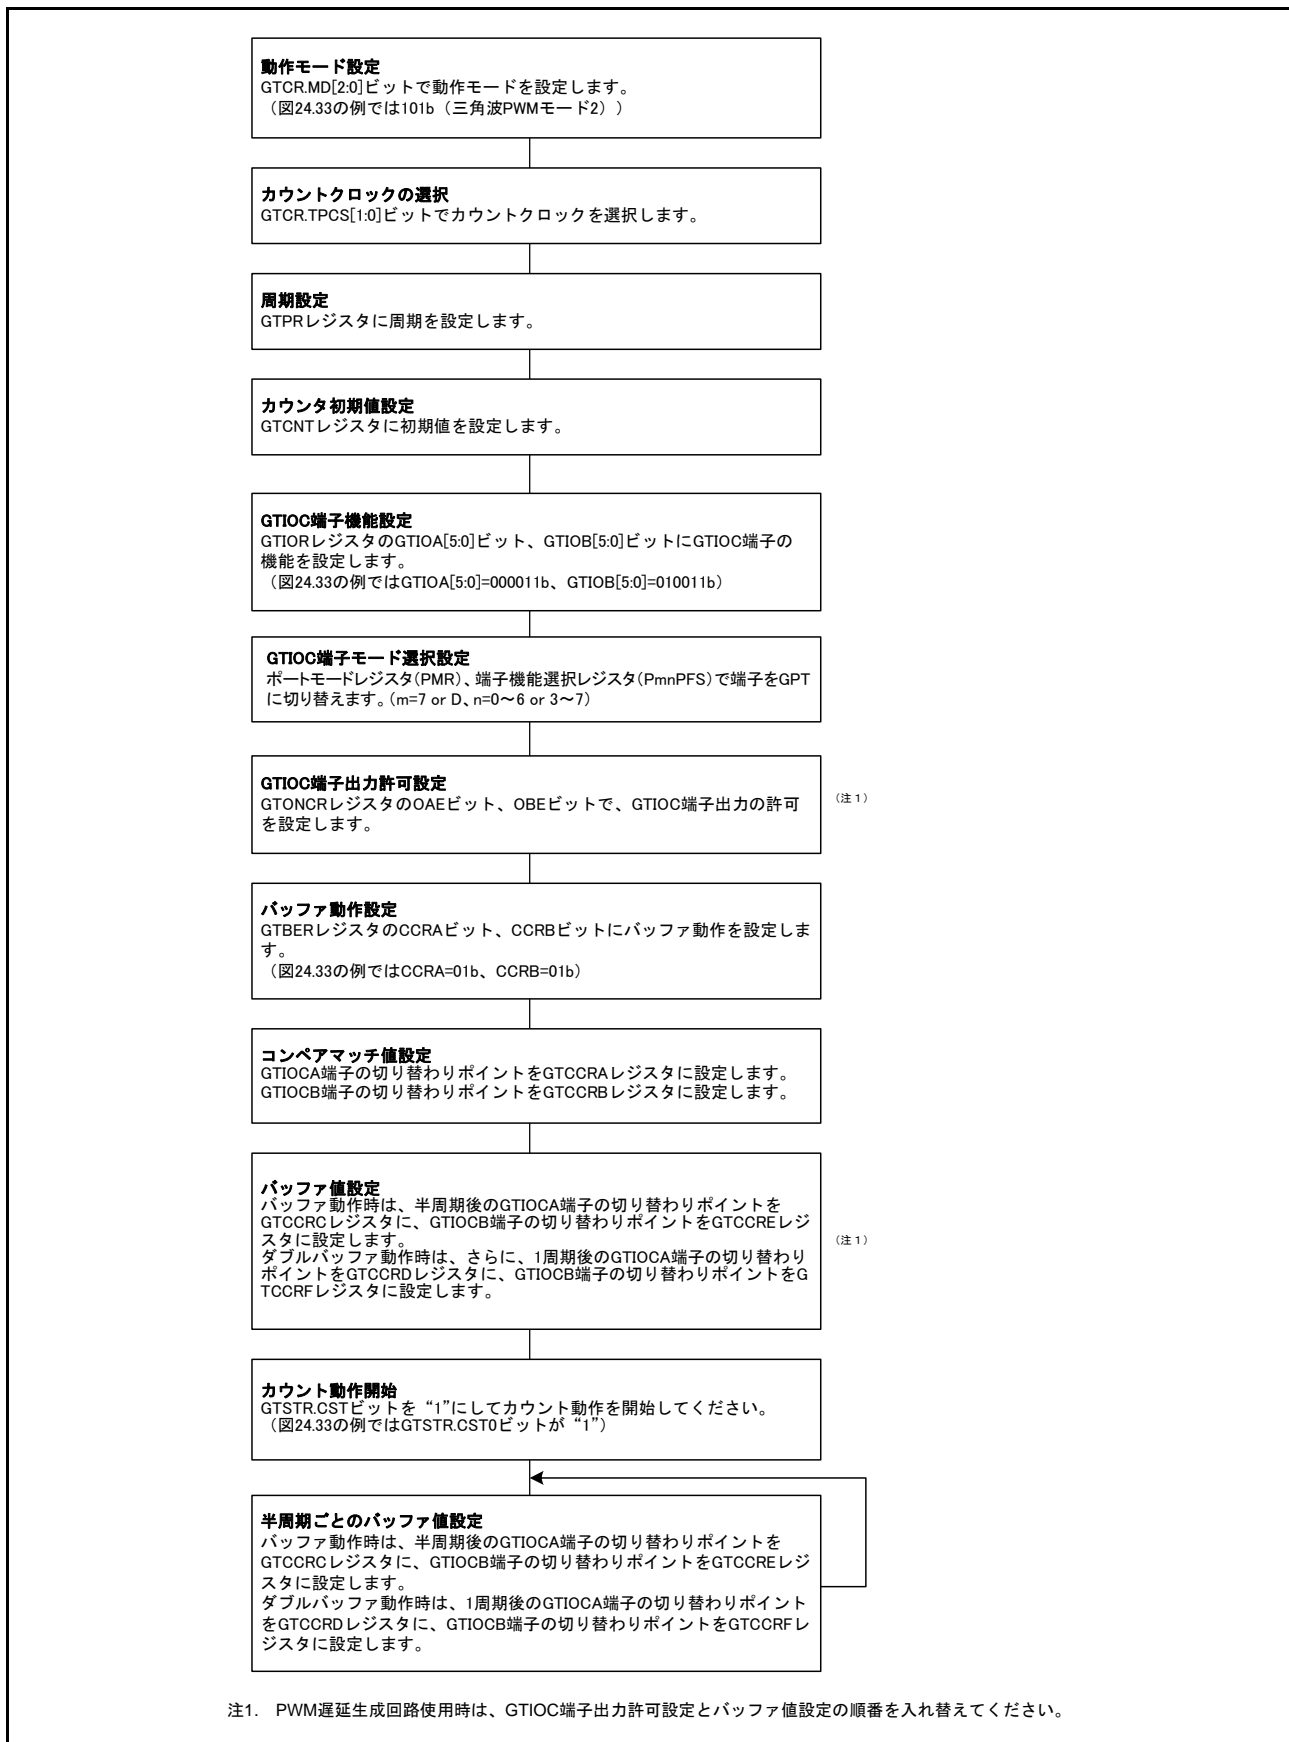 動作モード設定
GTCR.MD[2:0]ビットで動作モードを設定します。
（図24.33の例では101b（三角波PWMモード2））
カウントクロックの選択
GTCR.TPCS[1:0]ビットでカウントクロックを選択します。
周期設定
GTPRレジスタに周期を設定します。
カウンタ初期値設定
GTCNTレジスタに初期値を設定します。
GTIOC端子機能設定
GTIORレジスタのGTIOA[5:0]ビット、GTIOB[5:0]ビットにGTIOC端子の
機能を設定します。
（図24.33の例ではGTIOA[5:0]=000011b、GTIOB[5:0]=010011b）
GTIOC端子モード選択設定
ポートモードレジスタ(PMR)、端子機能選択レジスタ(PmnPFS)で端子をGPT
に切り替えます。(m=7 or D、n=0～6 or 3～7)
GTIOC端子出力許可設定
GTONCRレジスタのOAEビット、OBEビットで、GTIOC端子出力の許可
を設定します。
（注１）
バッファ動作設定
GTBERレジスタのCCRAビット、CCRBビットにバッファ動作を設定しま
す。
（図24.33の例ではCCRA=01b、CCRB=01b）
コンペアマッチ値設定
GTIOCA端子の切り替わりポイントをGTCCRAレジスタに設定します。
GTIOCB端子の切り替わりポイントをGTCCRBレジスタに設定します。
バッファ値設定
バッファ動作時は、半周期後のGTIOCA端子の切り替わりポイントを
GTCCRCレジスタに、GTIOCB端子の切り替わりポイントをGTCCREレジ
スタに設定します。
ダブルバッファ動作時は、さらに、1周期後のGTIOCA端子の切り替わり
ポイントをGTCCRDレジスタに、GTIOCB端子の切り替わりポイントをG
TCCRFレジスタに設定します。
（注１）
カウント動作開始
GTSTR.CSTビットを“1”にしてカウント動作を開始してください。
（図24.33の例ではGTSTR.CST0ビットが“1”）
半周期ごとのバッファ値設定
バッファ動作時は、半周期後のGTIOCA端子の切り替わりポイントを
GTCCRCレジスタに、GTIOCB端子の切り替わりポイントをGTCCREレジ
スタに設定します。
ダブルバッファ動作時は、1周期後のGTIOCA端子の切り替わりポイント
をGTCCRDレジスタに、GTIOCB端子の切り替わりポイントをGTCCRFレ
ジスタに設定します。
注1. PWM遅延生成回路使用時は、GTIOC端子出力許可設定とバッファ値設定の順番を入れ替えてください。